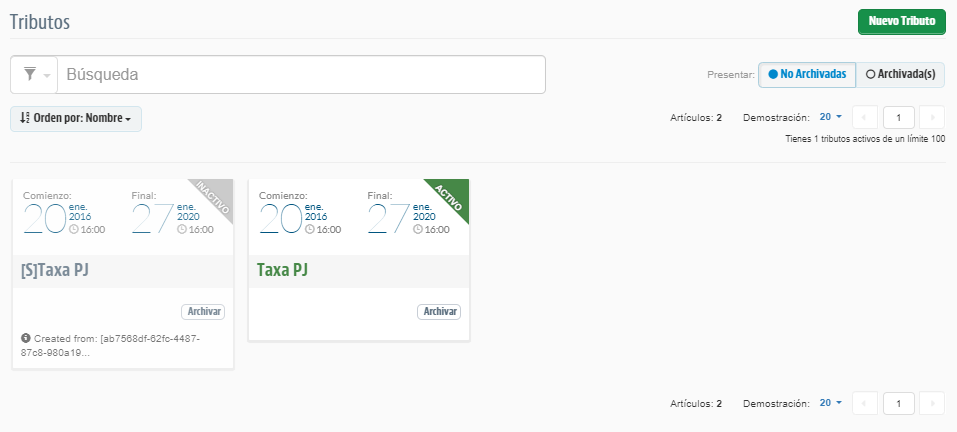 Tributos
Nuevo Tributo
Búsqueda
Presentar: No Archivadas Archivada(s)
Orden por: Nombre
Artículos: 2 Demostración: 20 1
Tienes 1 tributos activos de un límite 100
Comienzo: Final: INACTIVO
20 ene. 2016 16:00 27 ene. 2020 16:00
[S]Taxa PJ
Archivar
Created from: [ab7568df-62fc-4487-
87c8-980a19...
Comienzo: Final: ACTIVO
20 ene. 2016 16:00 27 ene. 2020 16:00
Taxa PJ
Archivar
Artículos: 2 Demostración: 20 1